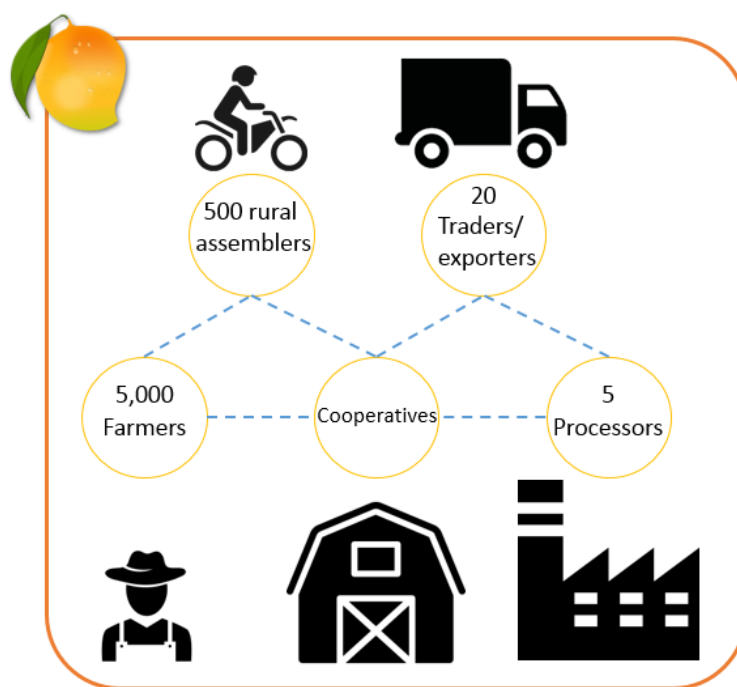 500 rural
assemblers
20
Traders/
exporters
5,000
Farmers
Cooperatives
5
Processors